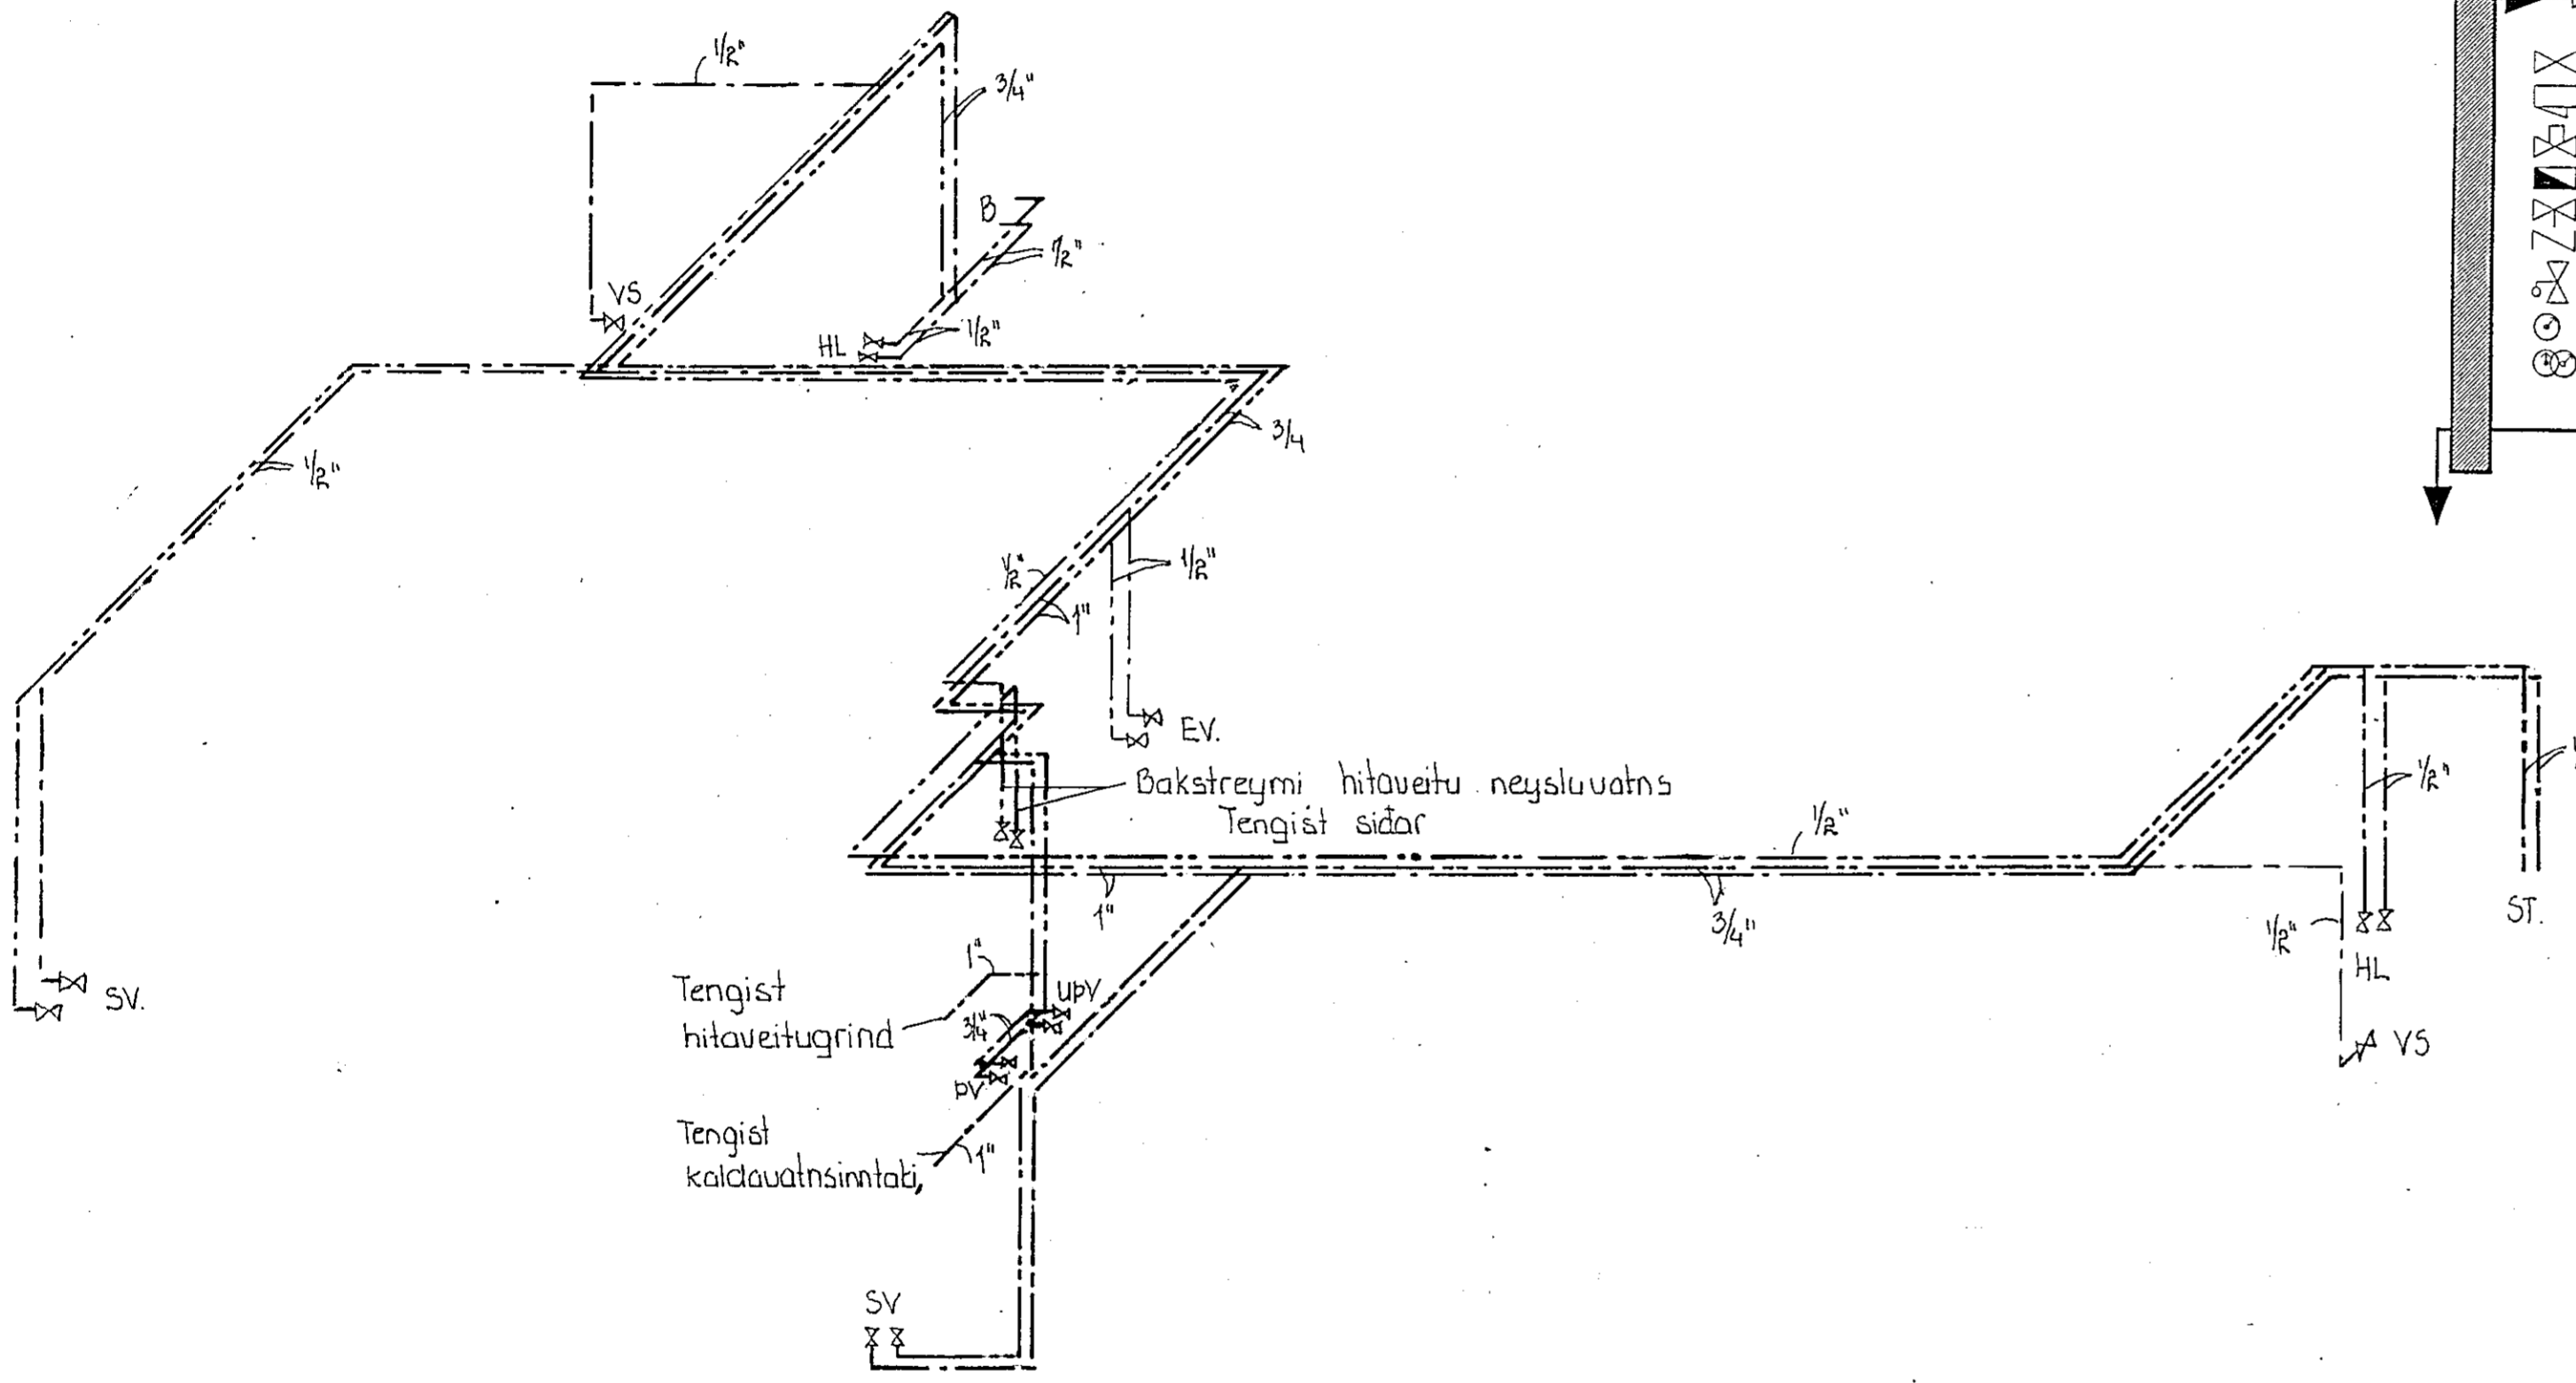 1/2"
3/4"
B
1/2"
VS
1/2"
HL
3/4
1/2"
1/2"
1/2"
1"
EV.
Bakstreymi hitaveitu neysluvatns
Tengist siðar
1/2"
1/2"
1"
3/4"
1/2"
ST.
HL
VS
SV.
1"
Tengist
hitaveitugrind
upv
3/4"
pv
Tengist
kaldavatnsinntaki,
1"
SV